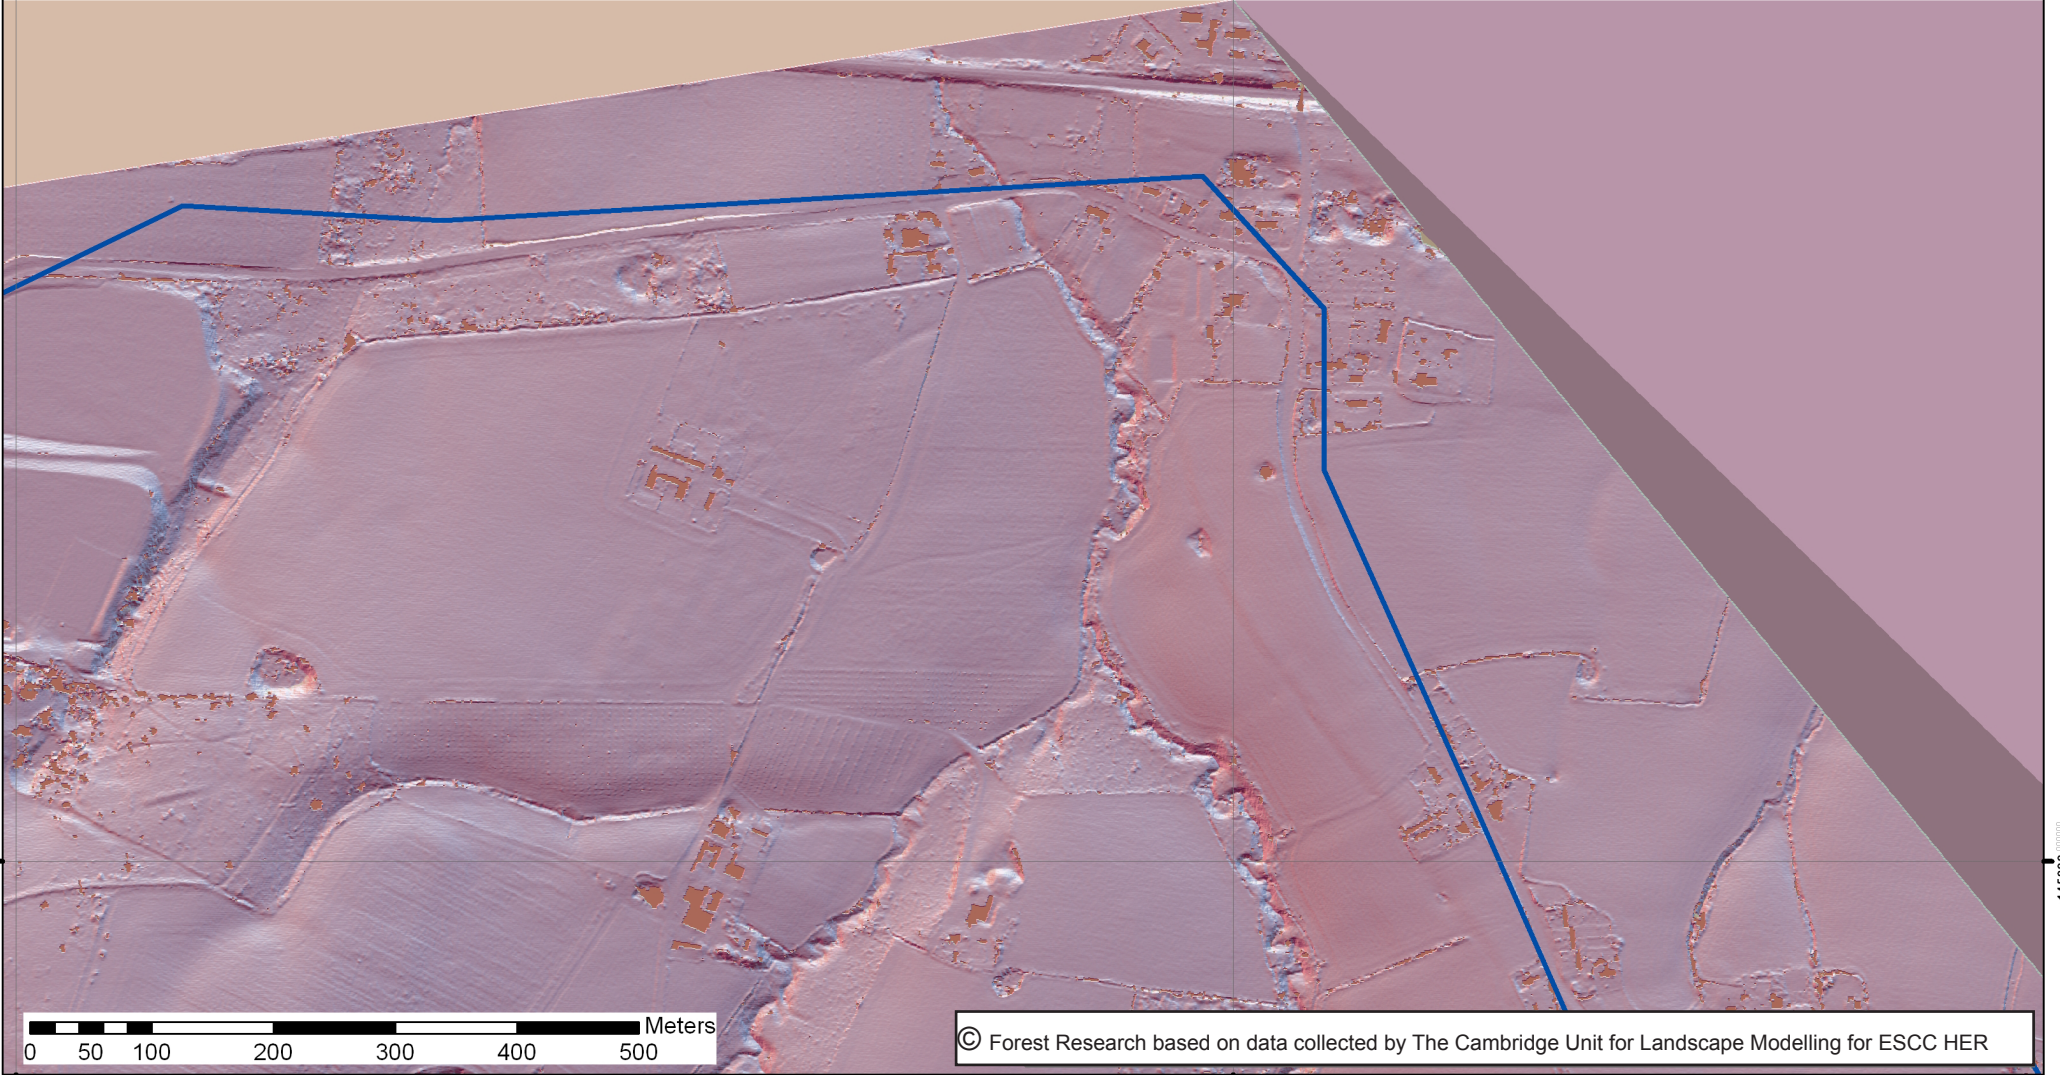 Meters
0 50 100 200 300 400 500
© Forest Research based on data collected by The Cambridge Unit for Landscape Modelling for ESCC HER